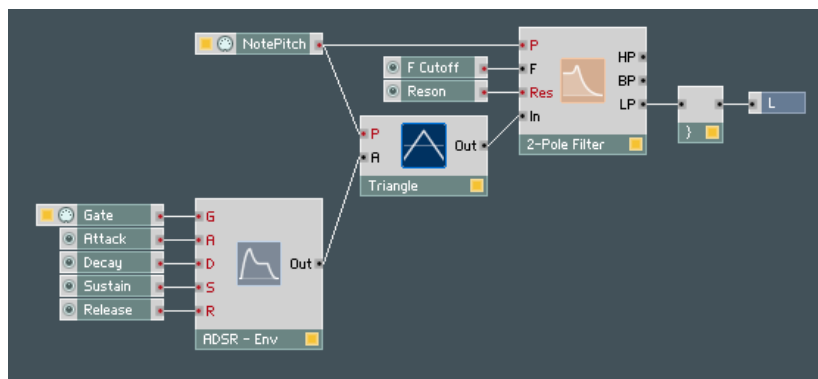 NotePitch
F Cutoff
Reson
P
F
Res
In
HP
BP
LP
2-Pole Filter
}
L
P
A
Out
Triangle
Gate
Attack
Decay
Sustain
Release
G
A
D
S
R
Out
ADSR - Env